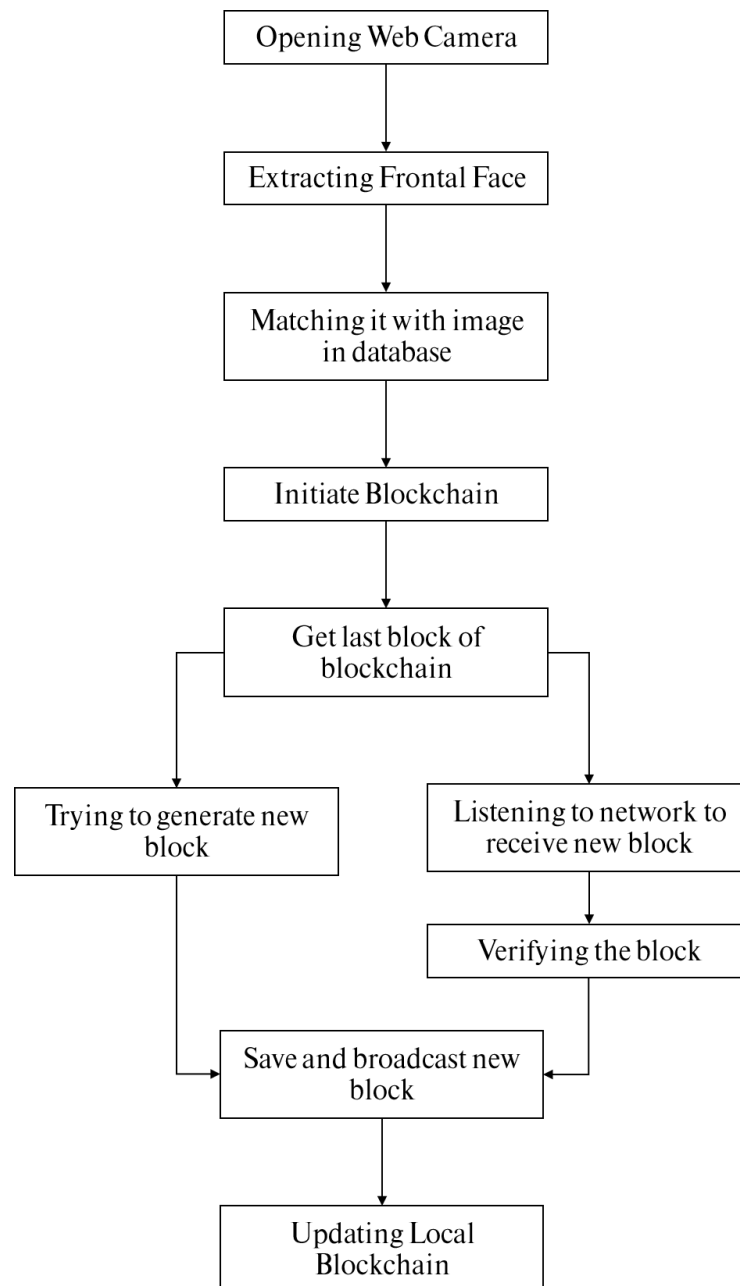 Opening Web Camera
Extracting Frontal Face
Matching it with image
in database
Initiate Blockchain
Get last block of
blockchain
Trying to generate new
block
Listening to network to
receive new block
Verifying the block
Save and broadcast new
block
Updating Local
Blockchain